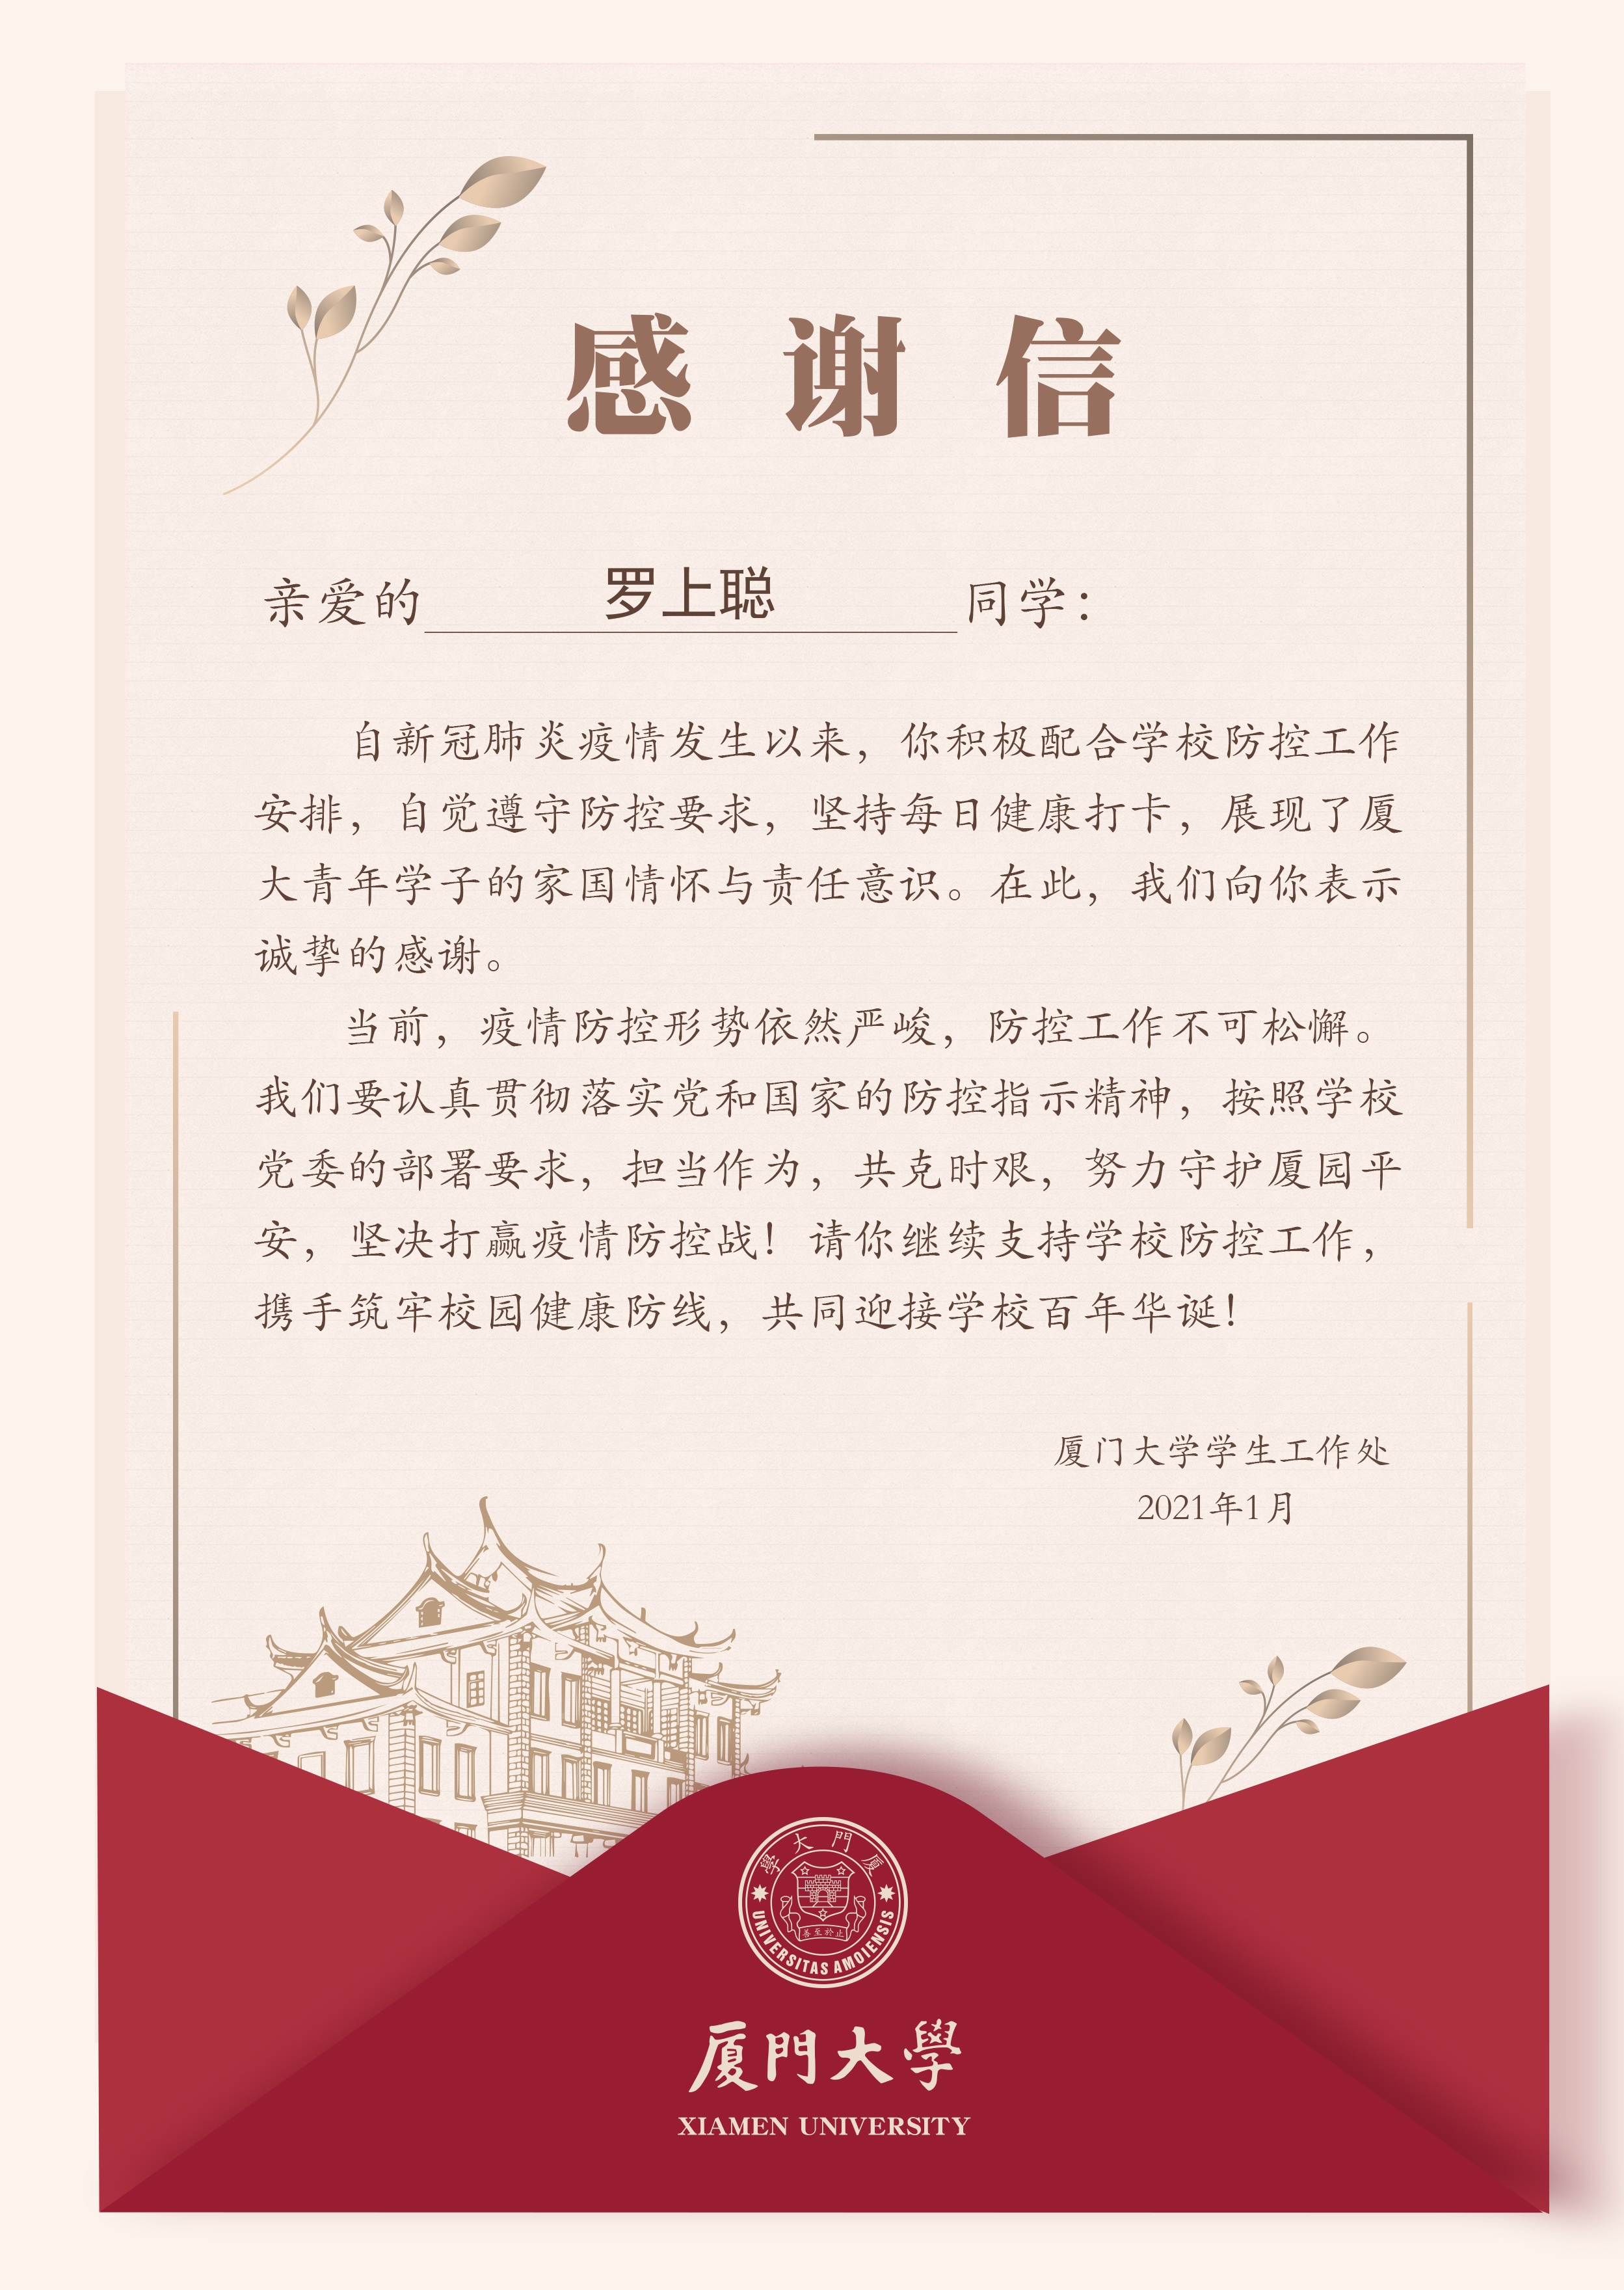 感谢信
亲爱的 罗上聪 同学：
自新冠肺炎疫情发生以来，你积极配合学校防控工作
安排，自觉遵守防控要求，坚持每日健康打卡，展现了厦
大青年学子的家国情怀与责任意识。在此，我们向你表示
诚挚的感谢。
当前，疫情防控形势依然严峻，防控工作不可松懈。
我们要认真贯彻落实党和国家的防控指示精神，按照学校
党委的部署要求，担当作为，共克时艰，努力守护厦园平
安，坚决打赢疫情防控战！请你继续支持学校防控工作，
携手筑牢校园健康防线，共同迎接学校百年华诞！
厦门大学学生工作处
2021年1月
學大門厦
善至於止
UNIVERSITAS AMOIENSIS
厦門大學
XIAMEN UNIVERSITY